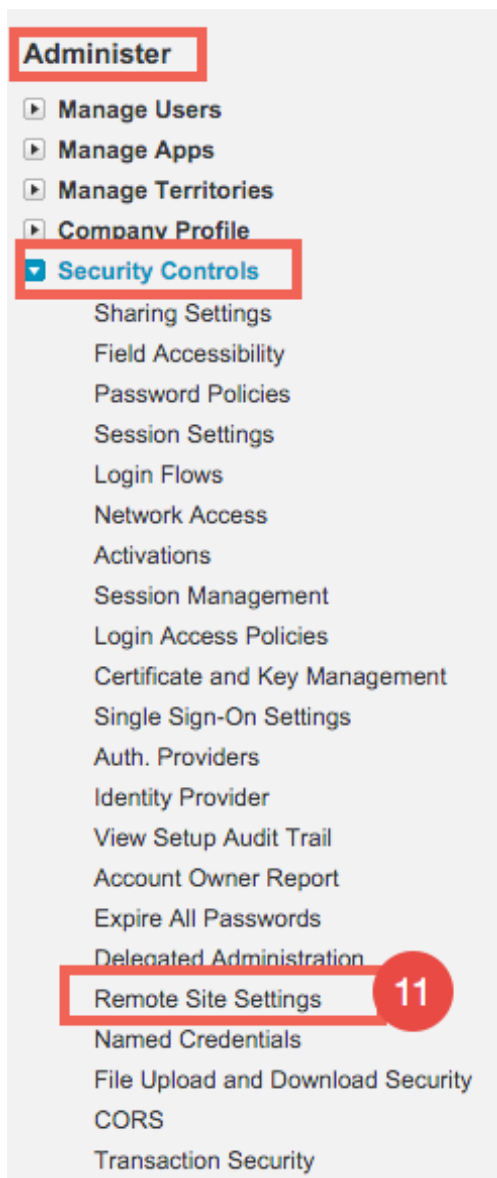 Administer
Manage Users
Manage Apps
Manage Territories
Company Profile
Security Controls
Sharing Settings
Field Accessibility
Password Policies
Session Settings
Login Flows
Network Access
Activations
Session Management
Login Access Policies
Certificate and Key Management
Single Sign-On Settings
Auth. Providers
Identity Provider
View Setup Audit Trail
Account Owner Report
Expire All Passwords
Delegated Administration
Remote Site Settings 11
Named Credentials
File Upload and Download Security
CORS
Transaction Security